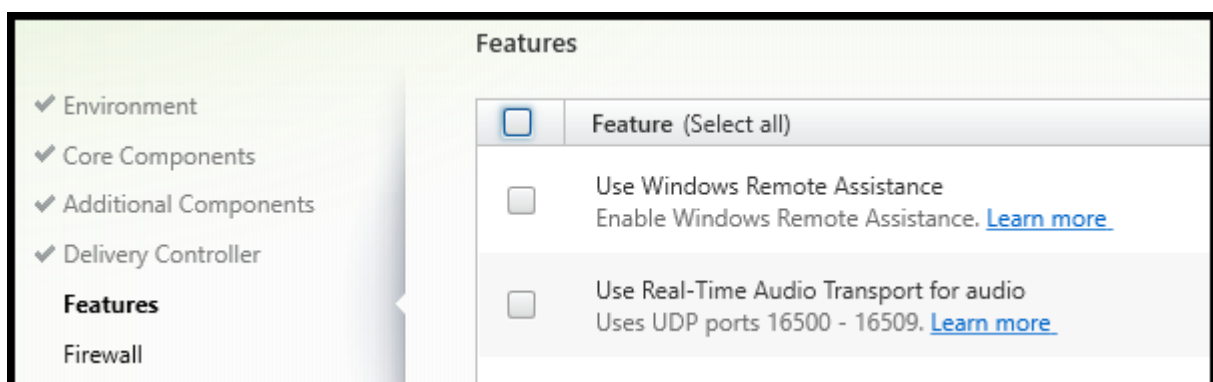 Features
Environment
Core Components
Additional Components
Delivery Controller
Features
Firewall
Feature (Select all)
Use Windows Remote Assistance
Enable Windows Remote Assistance. Learn more
Use Real-Time Audio Transport for audio
Uses UDP ports 16500 - 16509. Learn more